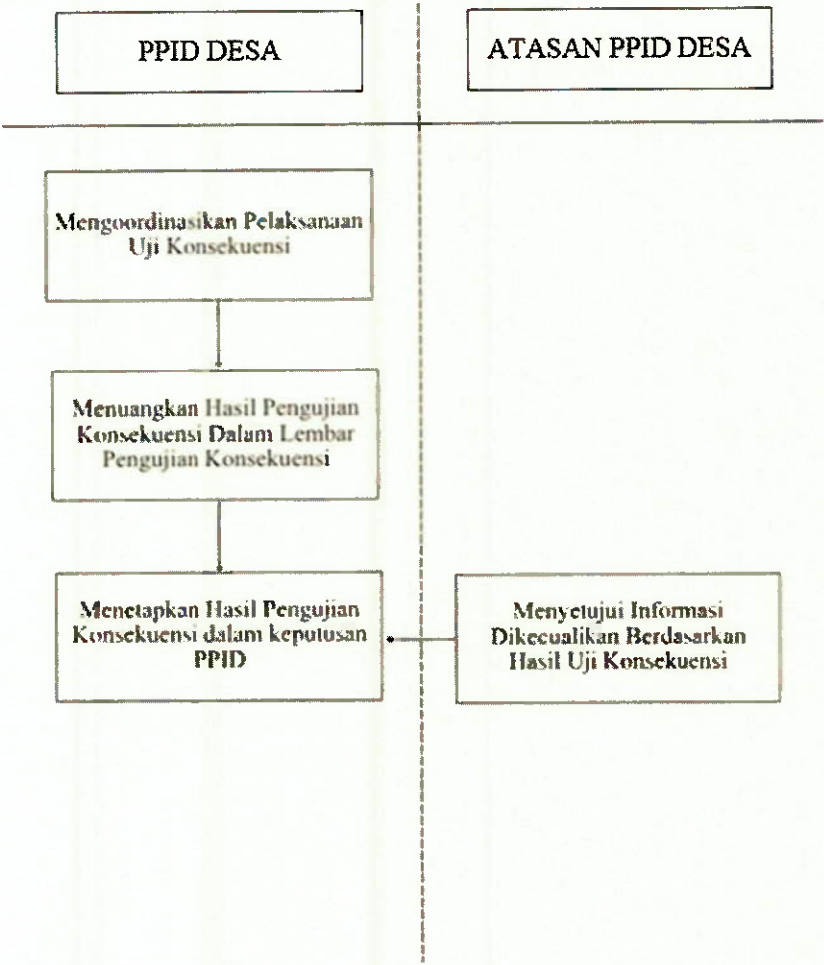 PPID DESA
ATASAN PPID DESA
Mengoordinasikan Pelaksanaan
Uji Konsekuensi
Menuangkan Hasil Pengujian
Konsekuensi Dalam Lembar
Pengujian Konsekuensi
Menetapkan Hasil Pengujian
Konsekuensi dalam keputusan
PPID
Menyetujui Informasi
Dikecualikan Berdasarkan
Hasil Uji Konsekuensi